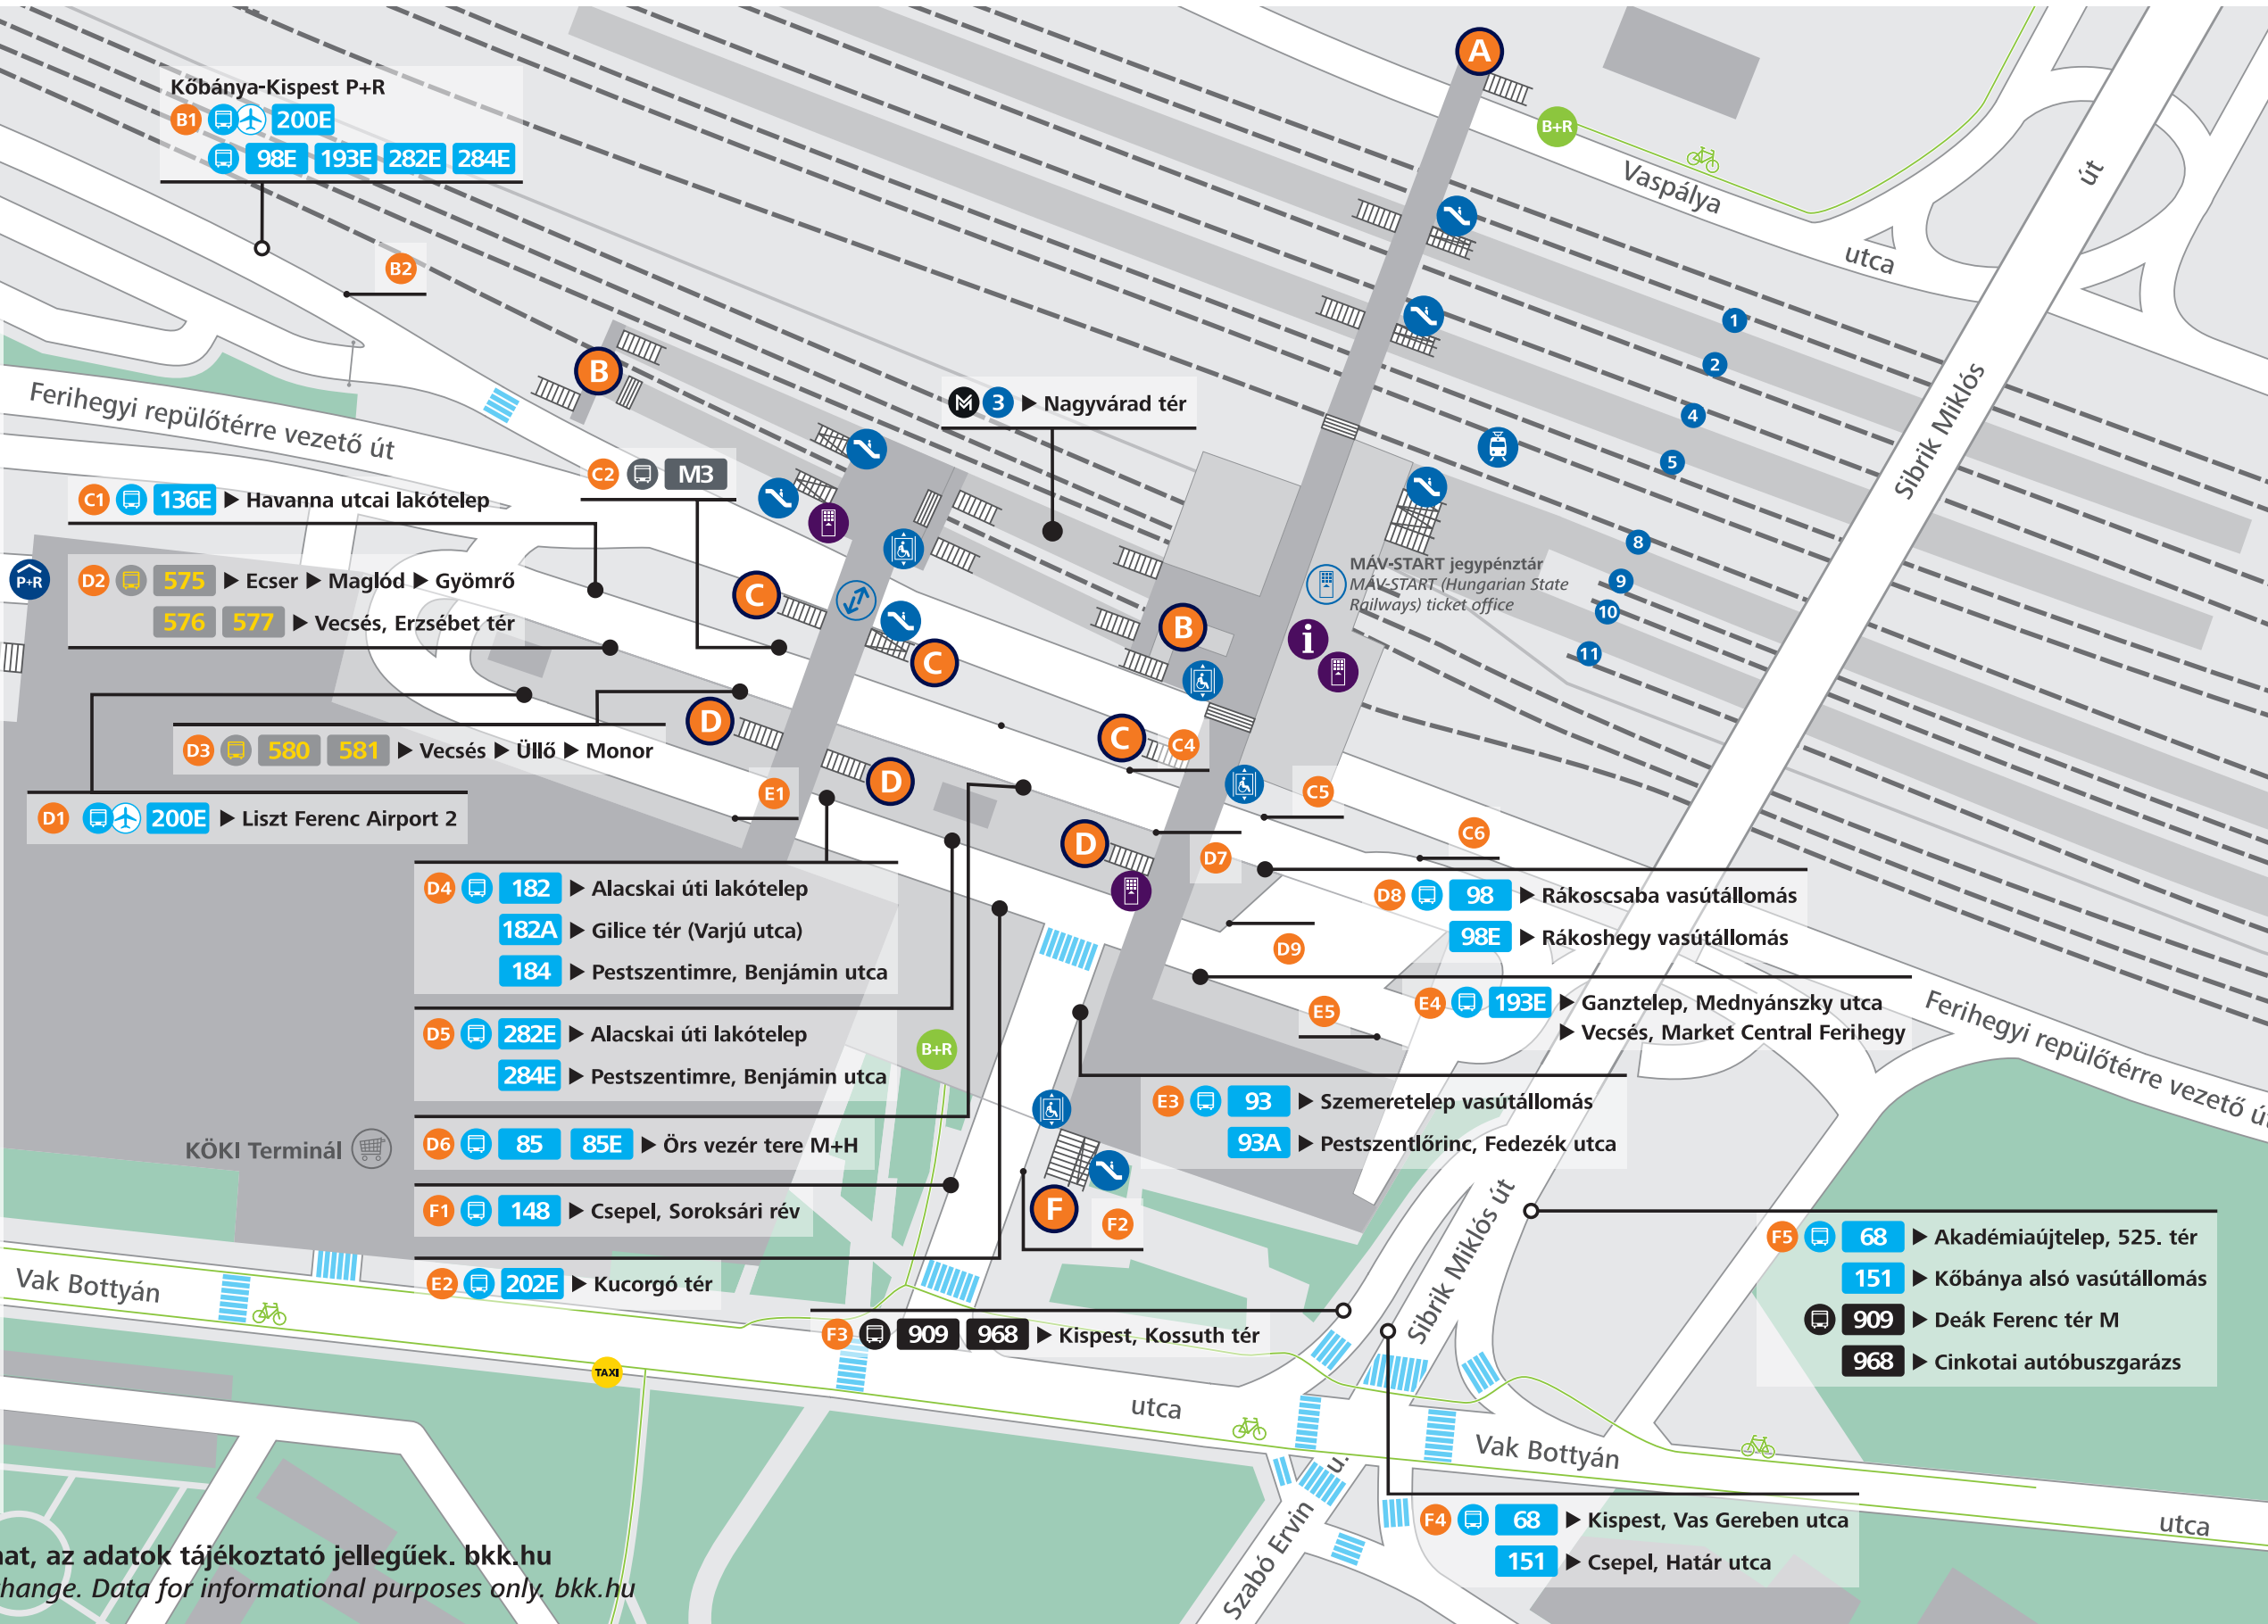 A
Kőbánya-Kispest P+R
B1 200E
98E 193E 282E 284E
B+R
Vaspálya
utca
út
B2
1
2
4
5
8
9
10
11
B
Sibrik Miklós
M 3 Nagyvárad tér
Ferihegyi repülőtérre vezető út
C2 M3
C1 136E Havanna utcai lakótelep
P+R
D2 575 Ecser Maglód Gyömrő
576 577 Vecsés, Erzsébet tér
MÁV-START jegypénztár
MÁV-START (Hungarian State
Railways) ticket office
C
C
B
i
D
C
C4
D3 580 581 Vecsés Üllő Monor
D
E1
C5
D1 200E Liszt Ferenc Airport 2
C6
D
D7
D4 182 Alacskai úti lakótelep
182A Gilice tér (Varjú utca)
184 Pestszentimre, Benjámin utca
D8 98 Rákoscsaba vasútállomás
98E Rákoshegy vasútállomás
D9
E5
E4 193E Ganztelep, Mednyánszky utca
Vecsés, Market Central Ferihegy
Ferihegyi repülőtérre vezető ú
D5 282E Alacskai úti lakótelep
284E Pestszentimre, Benjámin utca
B+R
E3 93 Szemeretelep vasútállomás
93A Pestszentlőrinc, Fedezék utca
KÖKI Terminál
D6 85 85E Örs vezér tere M+H
F1 148 Csepel, Soroksári rév
F
F2
E2 202E Kucorgó tér
Sibrik Miklós út
F5 68 Akadémiaújtelep, 525. tér
151 Kőbánya alsó vasútállomás
909 Deák Ferenc tér M
968 Cinkotai autóbuszgarázs
Vak Bottyán
F3 909 968 Kispest, Kossuth tér
TAXI
utca
Vak Bottyán
Szabó Ervin u.
F4 68 Kispest, Vas Gereben utca
151 Csepel, Határ utca
utca
hat, az adatok tájékoztató jellegűek. bkk.hu
hange. Data for informational purposes only. bkk.hu